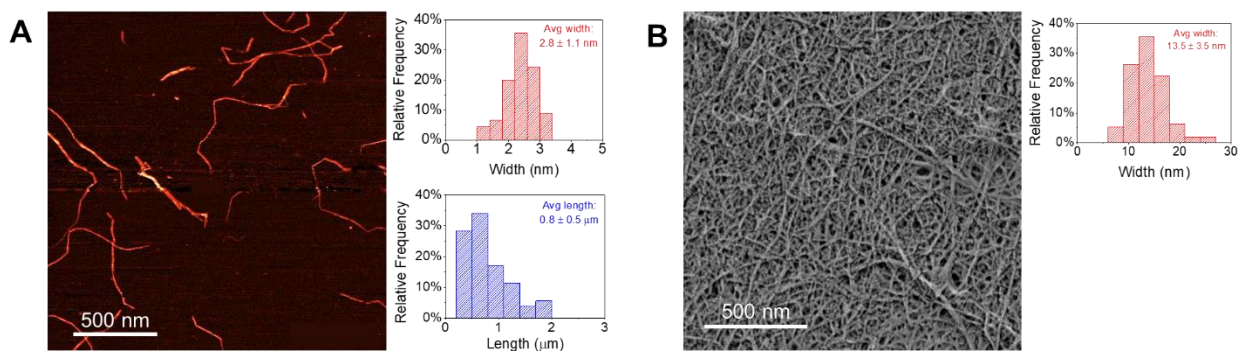 A
500 nm
40%
30%
20%
10%
0%
Relative Frequency
Avg width:
2.8 ± 1.1 nm
0 1 2 3 4 5
Width (nm)
40%
30%
20%
10%
0%
Relative Frequency
Avg length:
0.8 ± 0.5 μm
0 1 2 3
Length (μm)
B
500 nm
40%
30%
20%
10%
0%
Relative Frequency
Avg width:
13.5 ± 3.5 nm
0 10 20 30
Width (nm)